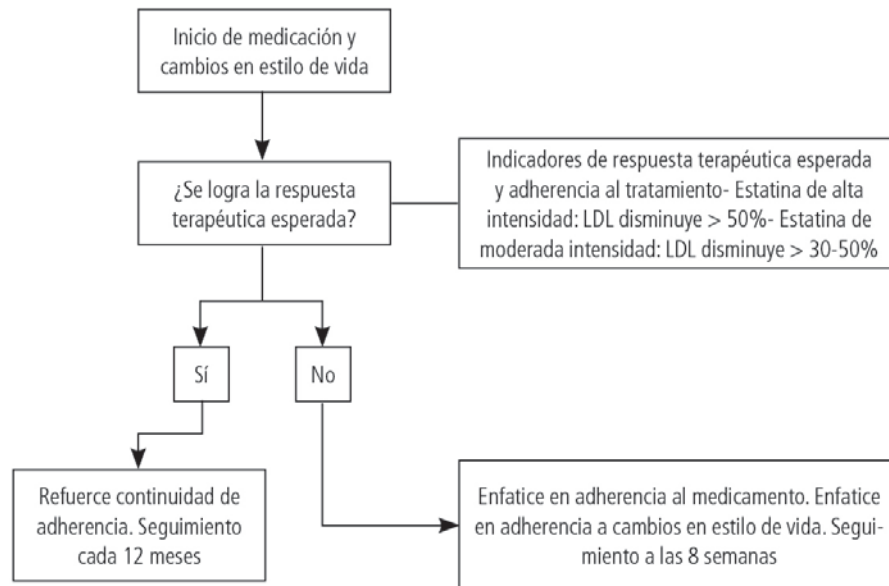 Inicio de medicación y
cambios en estilo de vida
¿Se logra la respuesta
terapéutica esperada?
Indicadores de respuesta terapéutica esperada
y adherencia al tratamiento- Estatina de alta
intensidad: LDL disminuye > 50%- Estatina de
moderada intensidad: LDL disminuye > 30-50%
Sí
No
Refuerce continuidad de
adherencia. Seguimiento
cada 12 meses
Enfatice en adherencia al medicamento. Enfatice
en adherencia a cambios en estilo de vida. Segui-
miento a las 8 semanas